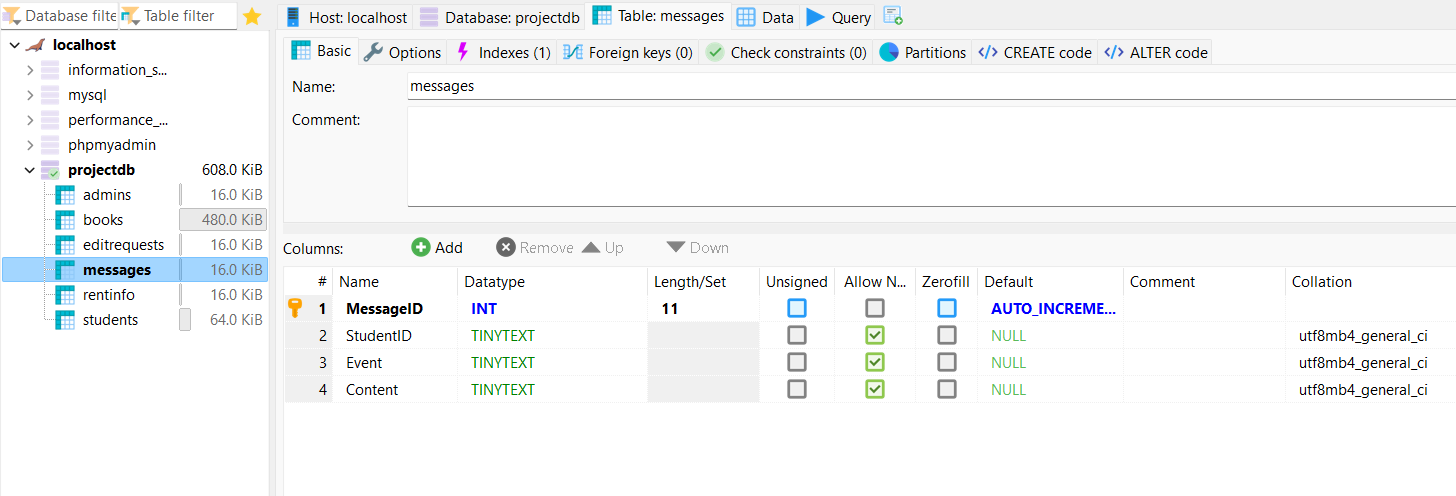 Database filte Table filter
localhost
information_s...
mysql
performance_...
phpmyadmin
projectdb 608.0 KiB
admins 16.0 KiB
books 480.0 KiB
editrequests 16.0 KiB
messages 16.0 KiB
rentinfo 16.0 KiB
students 64.0 KiB
Host: localhost Database: projectdb Table: messages Data Query
Basic Options Indexes (1) Foreign keys (0) Check constraints (0) Partitions CREATE code ALTER code
Name: messages
Comment:
Columns: Add Remove Up Down
# Name Datatype Length/Set Unsigned Allow N... Zerofill Default Comment Collation
1 MessageID INT 11 AUTO_INCREME...
2 StudentID TINYTEXT NULL utf8mb4_general_ci
3 Event TINYTEXT NULL utf8mb4_general_ci
4 Content TINYTEXT NULL utf8mb4_general_ci